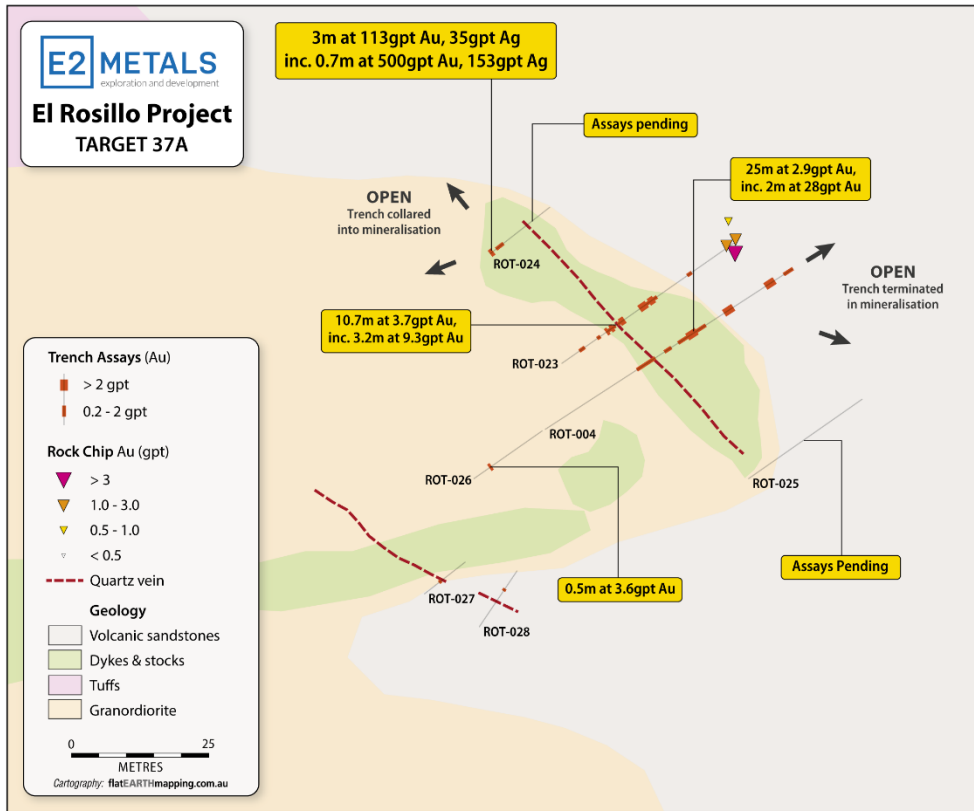 E2 METALS
exploration and development
El Rosillo Project
TARGET 37A
3m at 113gpt Au, 35gpt Ag
inc. 0.7m at 500gpt Au, 153gpt Ag
Assays pending
25m at 2.9gpt Au,
inc. 2m at 28gpt Au
OPEN
Trench collared
into mineralisation
ROT-024
OPEN
Trench terminated
in mineralisation
10.7m at 3.7gpt Au,
inc. 3.2m at 9.3gpt Au
ROT-023
ROT-004
ROT-026
ROT-025
0.5m at 3.6gpt Au
Assays Pending
ROT-027
ROT-028
Trench Assays (Au)
> 2 gpt
0.2 - 2 gpt
Rock Chip Au (gpt)
> 3
1.0 - 3.0
0.5 - 1.0
< 0.5
Quartz vein
Geology
Volcanic sandstones
Dykes & stocks
Tuffs
Granordiorite
0 25
METRES
Cartography: flatEARTHmapping.com.au